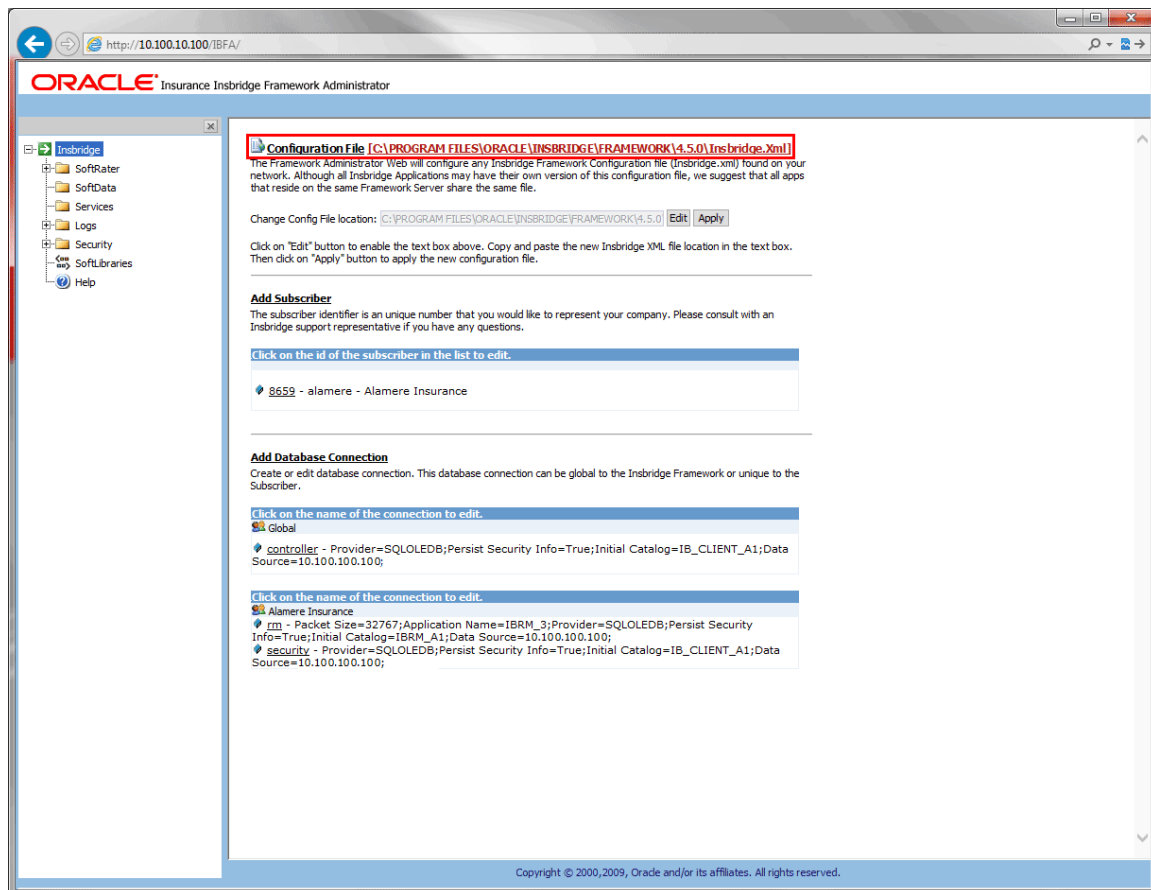 http://10.100.10.100/IBFA/
ORACLE Insurance Insbridge Framework Administrator
Insbridge
SoftRater
SoftData
Services
Logs
Security
SoftLibraries
Help
Configuration File [C:\PROGRAM FILES\ORACLE\INSBRIDGE\FRAMEWORK\4.5.0\Insbridge.Xml]
The Framework Administrator Web will configure any Insbridge Framework Configuration file (Insbridge.xml) found on your
network. Although all Insbridge Applications may have their own version of this configuration file, we suggest that all apps
that reside on the same Framework Server share the same file.
Change Config File location: C:\PROGRAM FILES\ORACLE\INSBRIDGE\FRAMEWORK\4.5.0 Edit Apply
Click on "Edit" button to enable the text box above. Copy and paste the new Insbridge XML file location in the text box.
Then click on "Apply" button to apply the new configuration file.
Add Subscriber
The subscriber identifier is an unique number that you would like to represent your company. Please consult with an
Insbridge support representative if you have any questions.
Click on the id of the subscriber in the list to edit.
8659 - alamere - Alamere Insurance
Add Database Connection
Create or edit database connection. This database connection can be global to the Insbridge Framework or unique to the
Subscriber.
Click on the name of the connection to edit.
Global
controller - Provider=SQLOLEDB;Persist Security Info=True;Initial Catalog=IB_CLIENT_A1;Data
Source=10.100.100.100;
Click on the name of the connection to edit.
Alamere Insurance
rm - Packet Size=32767;Application Name=IBRM_3;Provider=SQLOLEDB;Persist Security
Info=True;Initial Catalog=IBRM_A1;Data Source=10.100.100.100;
security - Provider=SQLOLEDB;Persist Security Info=True;Initial Catalog=IB_CLIENT_A1;Data
Source=10.100.100.100;
Copyright © 2000,2009, Oracle and/or its affiliates. All rights reserved.